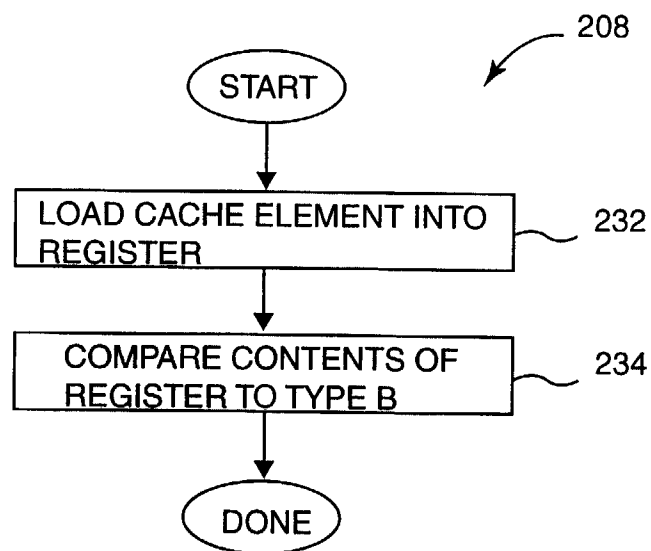 208
START
LOAD CACHE ELEMENT INTO
REGISTER
232
COMPARE CONTENTS OF
REGISTER TO TYPE B
234
DONE